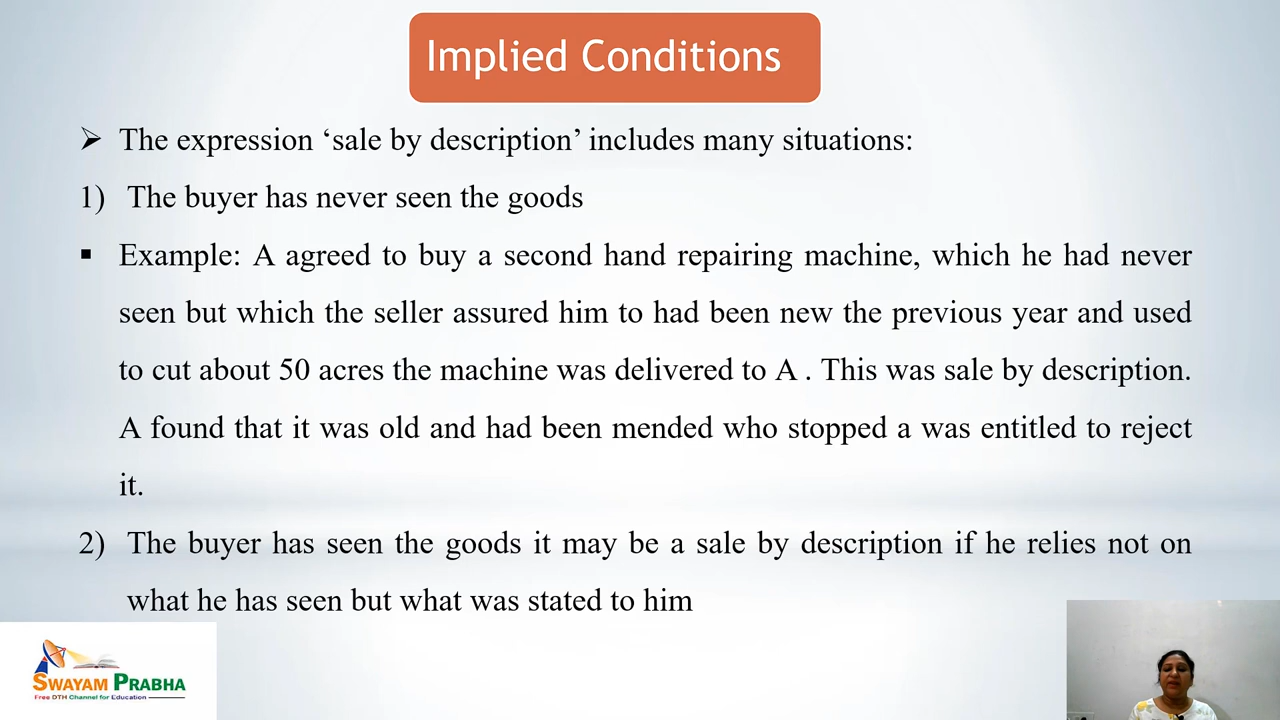 Implied Conditions
➢ The expression ‘sale by description’ includes many situations:
1) The buyer has never seen the goods
▪ Example: A agreed to buy a second hand repairing machine, which he had never
seen but which the seller assured him to had been new the previous year and used
to cut about 50 acres the machine was delivered to A . This was sale by description.
A found that it was old and had been mended who stopped a was entitled to reject
it.
2) The buyer has seen the goods it may be a sale by description if he relies not on
what he has seen but what was stated to him
SWAYAM PRABHA
Free DTH Channel for Education